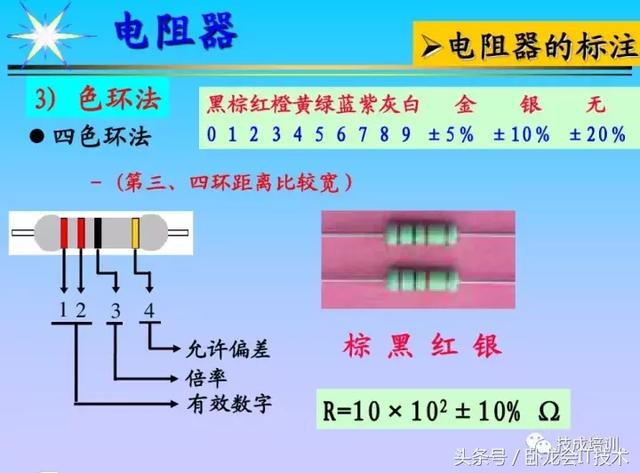 电阻器
➢电阻器的标注
3) 色环法
● 四色环法
黑棕红橙黄绿蓝紫灰白 金 银 无
0 1 2 3 4 5 6 7 8 9 ±5% ±10% ±20%
- (第三、四环距离比较宽)
1 2 3 4
允许偏差
倍率
有效数字
棕 黑 红 银
R=10 × 10² ± 10% Ω
技成培训
头条号 / 卧龙会IT技术